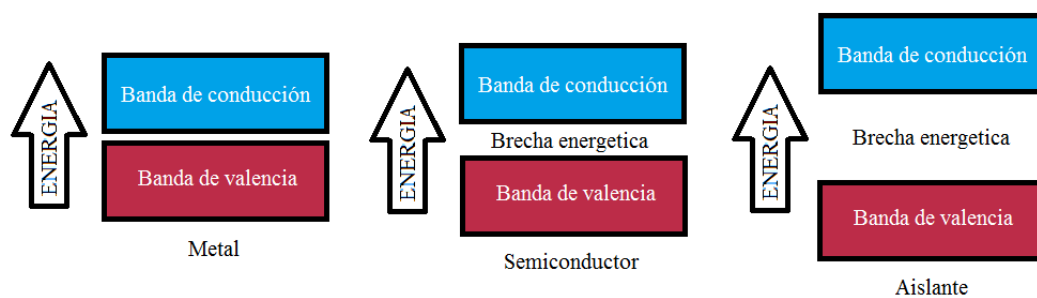 ENERGIA
Banda de conducción
Banda de valencia
Metal
ENERGIA
Banda de conducción
Brecha energetica
Banda de valencia
Semiconductor
ENERGIA
Banda de conducción
Brecha energetica
Banda de valencia
Aislante